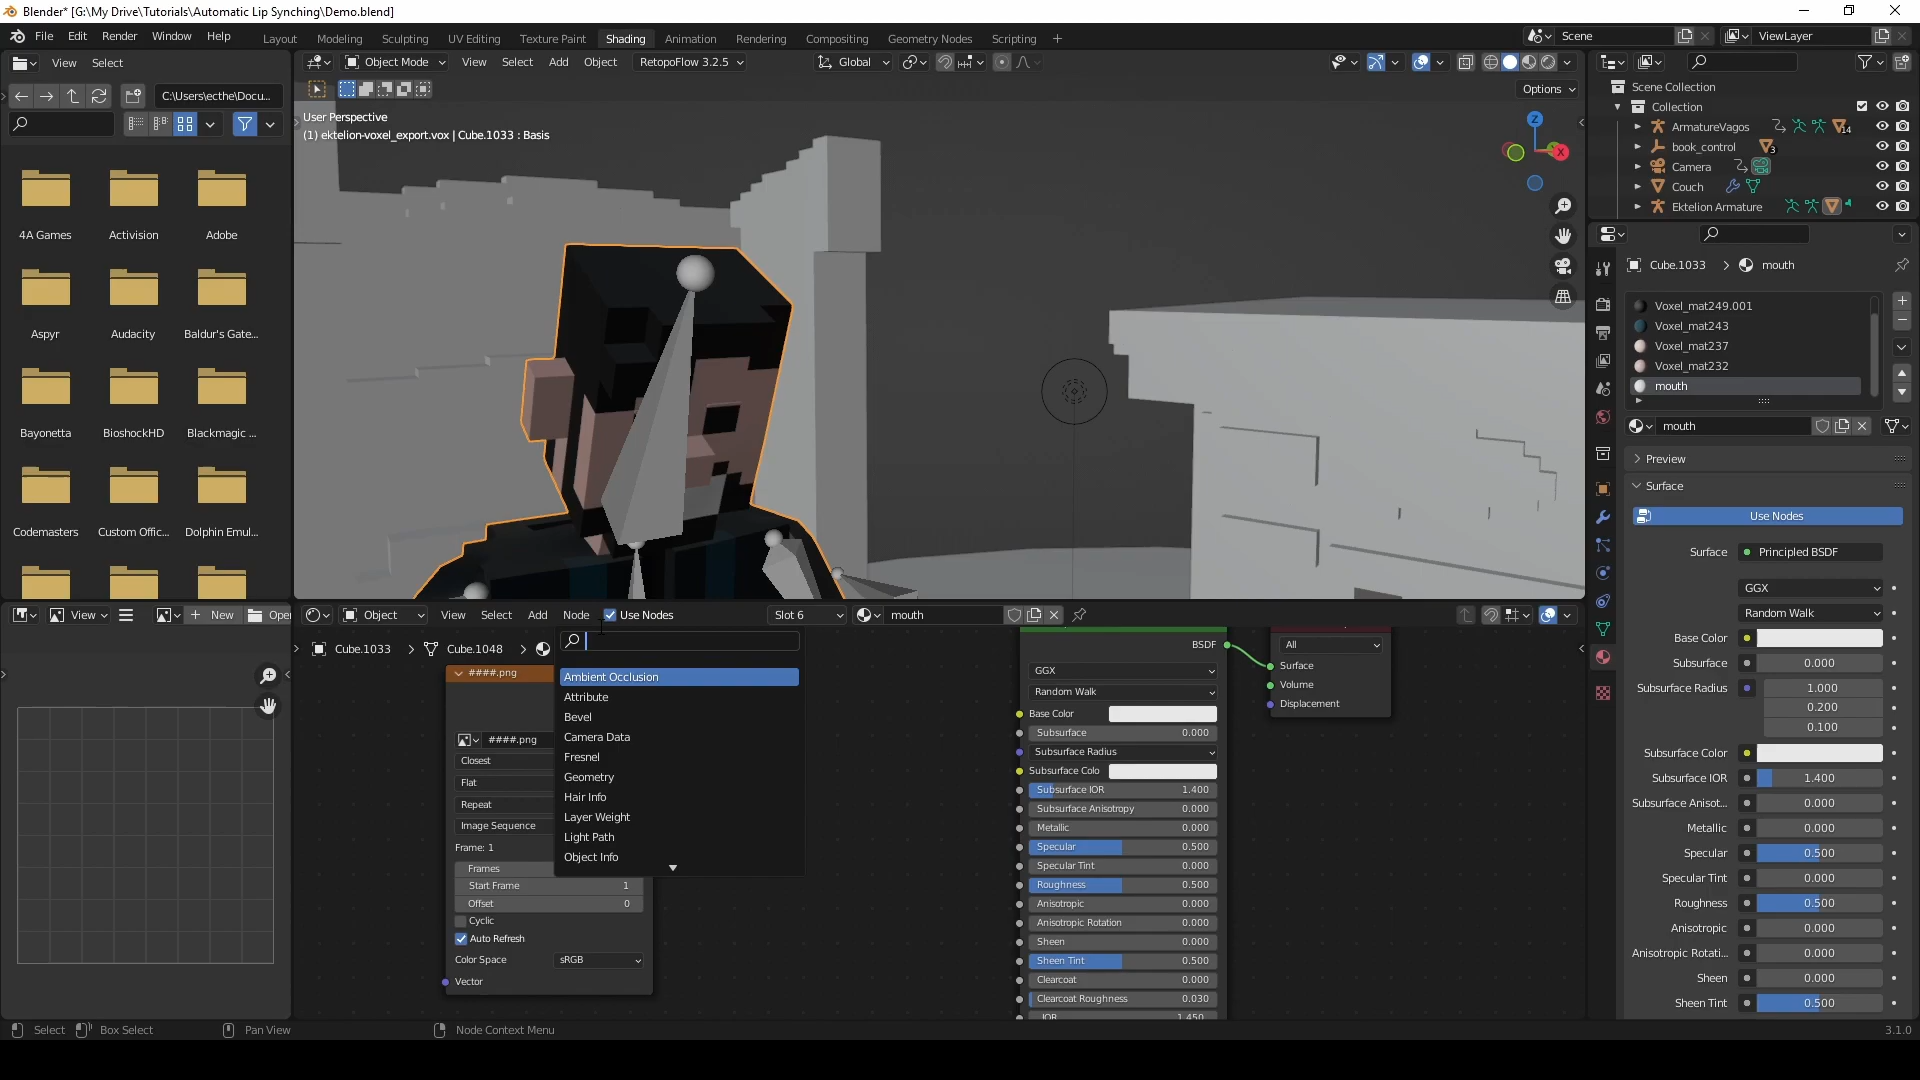 Blender* [G:\My Drive\Tutorials\Automatic Lip Synching\Demo.blend]
File Edit Render Window Help Layout Modeling Sculpting UV Editing Texture Paint Shading Animation Rendering Compositing Geometry Nodes Scripting + Scene ViewLayer
View Select Object Mode View Select Add Object RetopoFlow 3.2.5 Global
C:\Users\ecthe\Docu... Options
User Perspective
(1) ektelion-voxel_export.vox | Cube.1033 : Basis
4A Games Activision Adobe
Aspyr Audacity Baldur's Gate...
Bayonetta BioshockHD Blackmagic ...
Codemasters Custom Offic... Dolphin Emul...
Z
X
Scene Collection
Collection
ArmatureVagos 14
book_control 3
Camera
Couch
Ektelion Armature
Cube.1033 > mouth
Voxel_mat249.001
Voxel_mat243
Voxel_mat237
Voxel_mat232
mouth
mouth
Preview
Surface
Use Nodes
Surface Principled BSDF
GGX
Random Walk
Base Color
Subsurface 0.000
Subsurface Radius 1.000
0.200
0.100
Subsurface Color
Subsurface IOR 1.400
Subsurface Anisot... 0.000
Metallic 0.000
Specular 0.500
Specular Tint 0.000
Roughness 0.500
Anisotropic 0.000
Anisotropic Rotati... 0.000
Sheen 0.000
Sheen Tint 0.500
View New Open
Object View Select Add Node Use Nodes Slot 6 mouth
Cube.1033 > Cube.1048 >
####.png
####.png
Closest
Flat
Repeat
Image Sequence
Frame: 1
Frames
Start Frame 1
Offset 0
Cyclic
Auto Refresh
Color Space sRGB
Vector
Ambient Occlusion
Attribute
Bevel
Camera Data
Fresnel
Geometry
Hair Info
Layer Weight
Light Path
Object Info
BSDF
GGX
Random Walk
Base Color
Subsurface 0.000
Subsurface Radius
Subsurface Colo
Subsurface IOR 1.400
Subsurface Anisotropy 0.000
Metallic 0.000
Specular 0.500
Specular Tint 0.000
Roughness 0.500
Anisotropic 0.000
Anisotropic Rotation 0.000
Sheen 0.000
Sheen Tint 0.500
Clearcoat 0.000
Clearcoat Roughness 0.030
IOR 1.450
All
Surface
Volume
Displacement
Select Box Select Pan View Node Context Menu 3.1.0